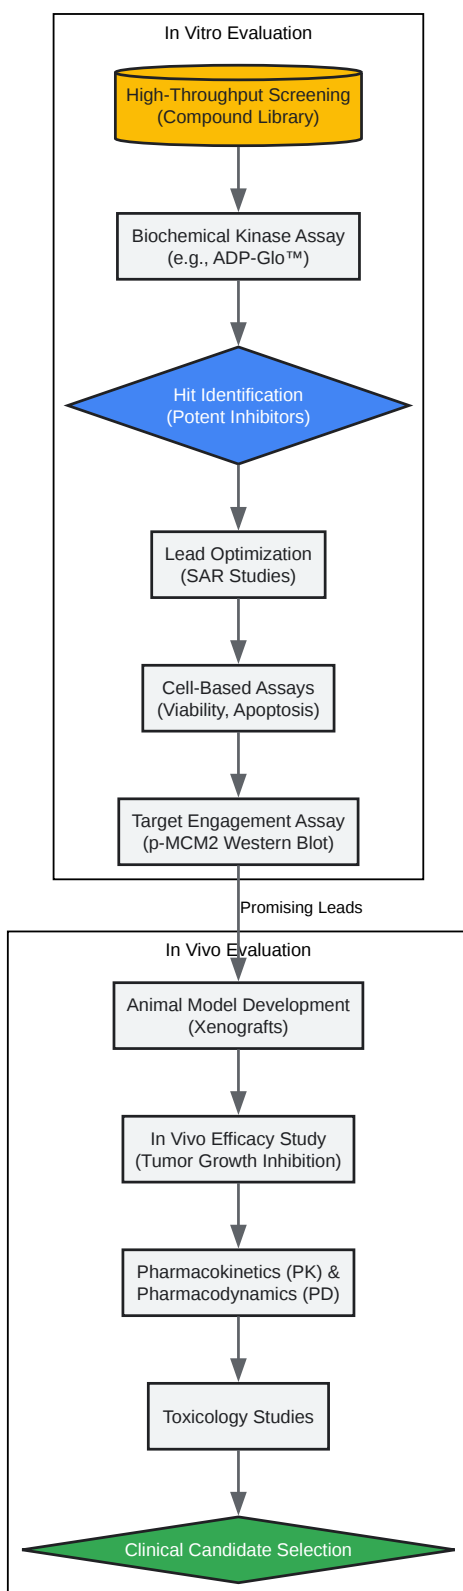 In Vitro Evaluation
High-Throughput Screening
(Compound Library)
Biochemical Kinase Assay
(e.g., ADP-Glo™)
Hit Identification
(Potent Inhibitors)
Lead Optimization
(SAR Studies)
Cell-Based Assays
(Viability, Apoptosis)
Target Engagement Assay
(p-MCM2 Western Blot)
Promising Leads
In Vivo Evaluation
Animal Model Development
(Xenografts)
In Vivo Efficacy Study
(Tumor Growth Inhibition)
Pharmacokinetics (PK) &
Pharmacodynamics (PD)
Toxicology Studies
Clinical Candidate Selection